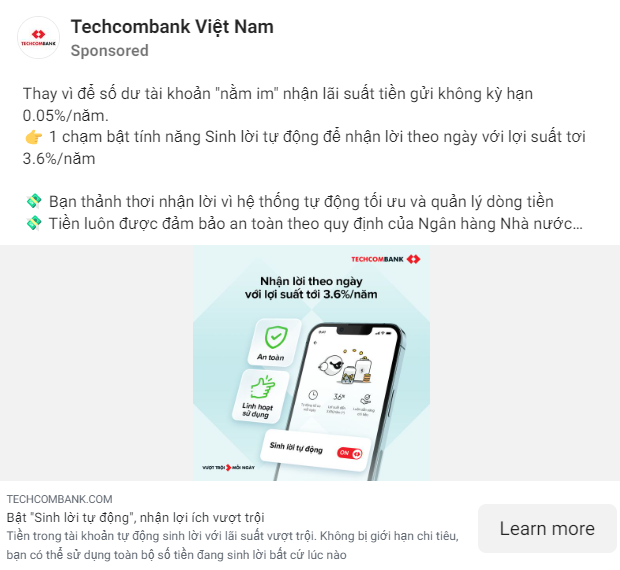 Techcombank Việt Nam
Sponsored
TECHCOMBANK
Thay vì để số dư tài khoản "nằm im" nhận lãi suất tiền gửi không kỳ hạn
0.05%/năm.
👉 1 chạm bật tính năng Sinh lời tự động để nhận lời theo ngày với lợi suất tơi
3.6%/năm
💸 Bạn thảnh thơi nhận lời vì hệ thống tự động tối ưu và quản lý dòng tiền
💸 Tiền luôn được đảm bảo an toàn theo quy định của Ngân hàng Nhà nước...
TECHCOMBANK
Nhận lời theo ngày
với lợi suất tới 3.6%/năm
An toàn
Linh hoạt
sử dụng
3.6%
Sinh lời tự động
ON
VƯỢT TRỘI MỖI NGÀY
TECHCOMBANK.COM
Bật "Sinh lời tự động", nhận lợi ích vượt trội
Tiền trong tài khoản tự động sinh lời với lãi suất vượt trội. Không bị giới hạn chi tiêu,
bạn có thể sử dụng toàn bộ số tiền đang sinh lời bất cứ lúc nào
Learn more